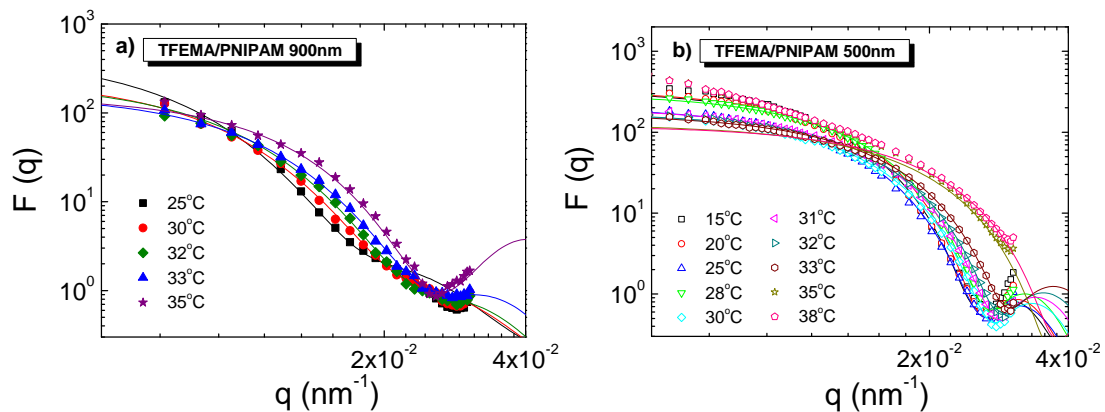 a) TFEMA/PNIPAM 900nm
10³
10²
10¹
10⁰
F (q)
25°C
30°C
32°C
33°C
35°C
2x10⁻²
4x10⁻²
q (nm⁻¹)
b) TFEMA/PNIPAM 500nm
10³
10²
10¹
10⁰
F (q)
15°C 31°C
20°C 32°C
25°C 33°C
28°C 35°C
30°C 38°C
2x10⁻²
4x10⁻²
q (nm⁻¹)